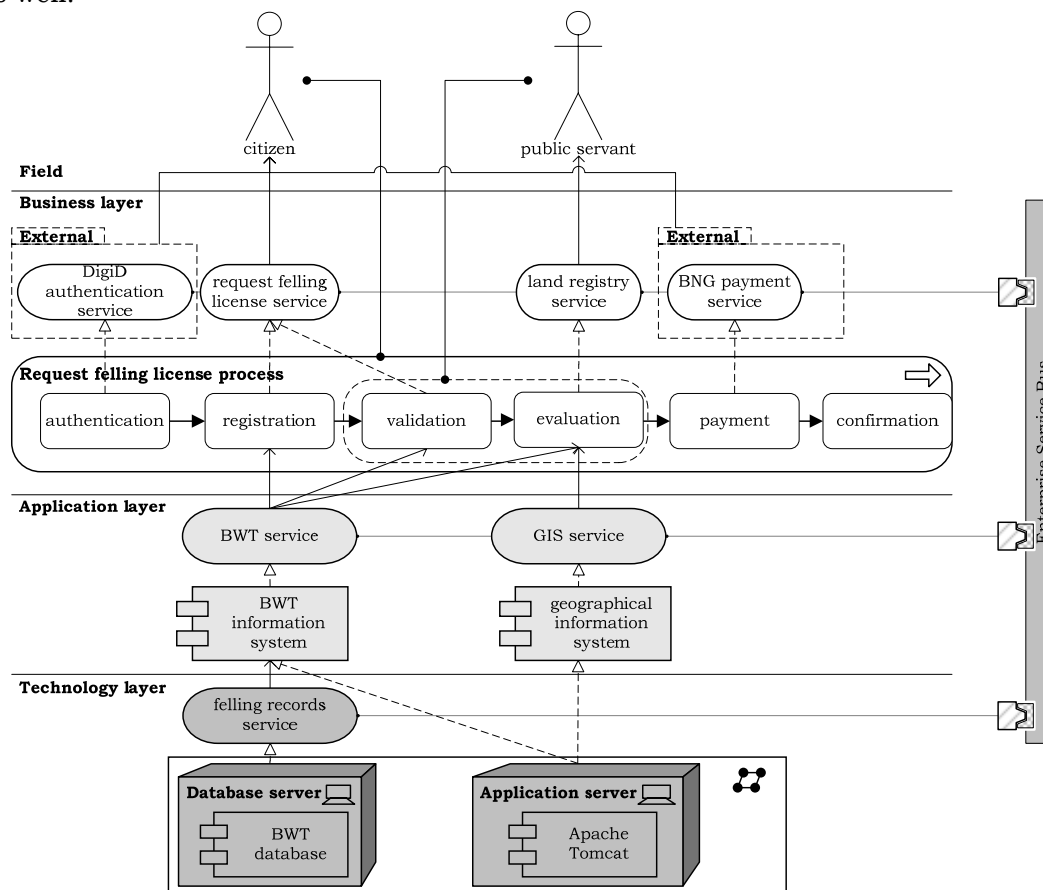 s well.
citizen
public servant
Field
Business layer
External
External
DigiD
authentication
service
request felling
license service
land registry
service
BNG payment
service
Request felling license process
authentication
registration
validation
evaluation
payment
confirmation
Enterprise Service Bus
Application layer
BWT service
GIS service
BWT
information
system
geographical
information
system
Technology layer
felling records
service
Database server
BWT
database
Application server
Apache
Tomcat